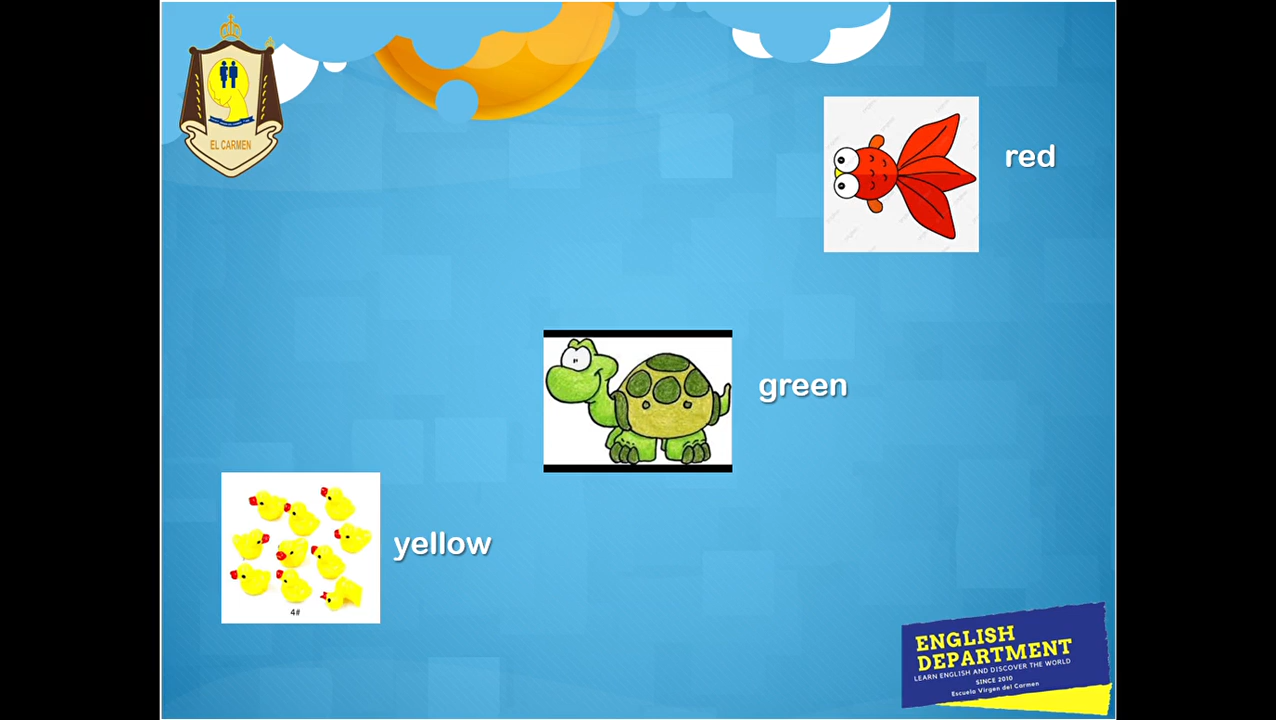 EL CARMEN
red
green
yellow
4#
ENGLISH
DEPARTMENT
LEARN ENGLISH AND DISCOVER THE WORLD
SINCE 2010
Escuela Virgen del Carmen